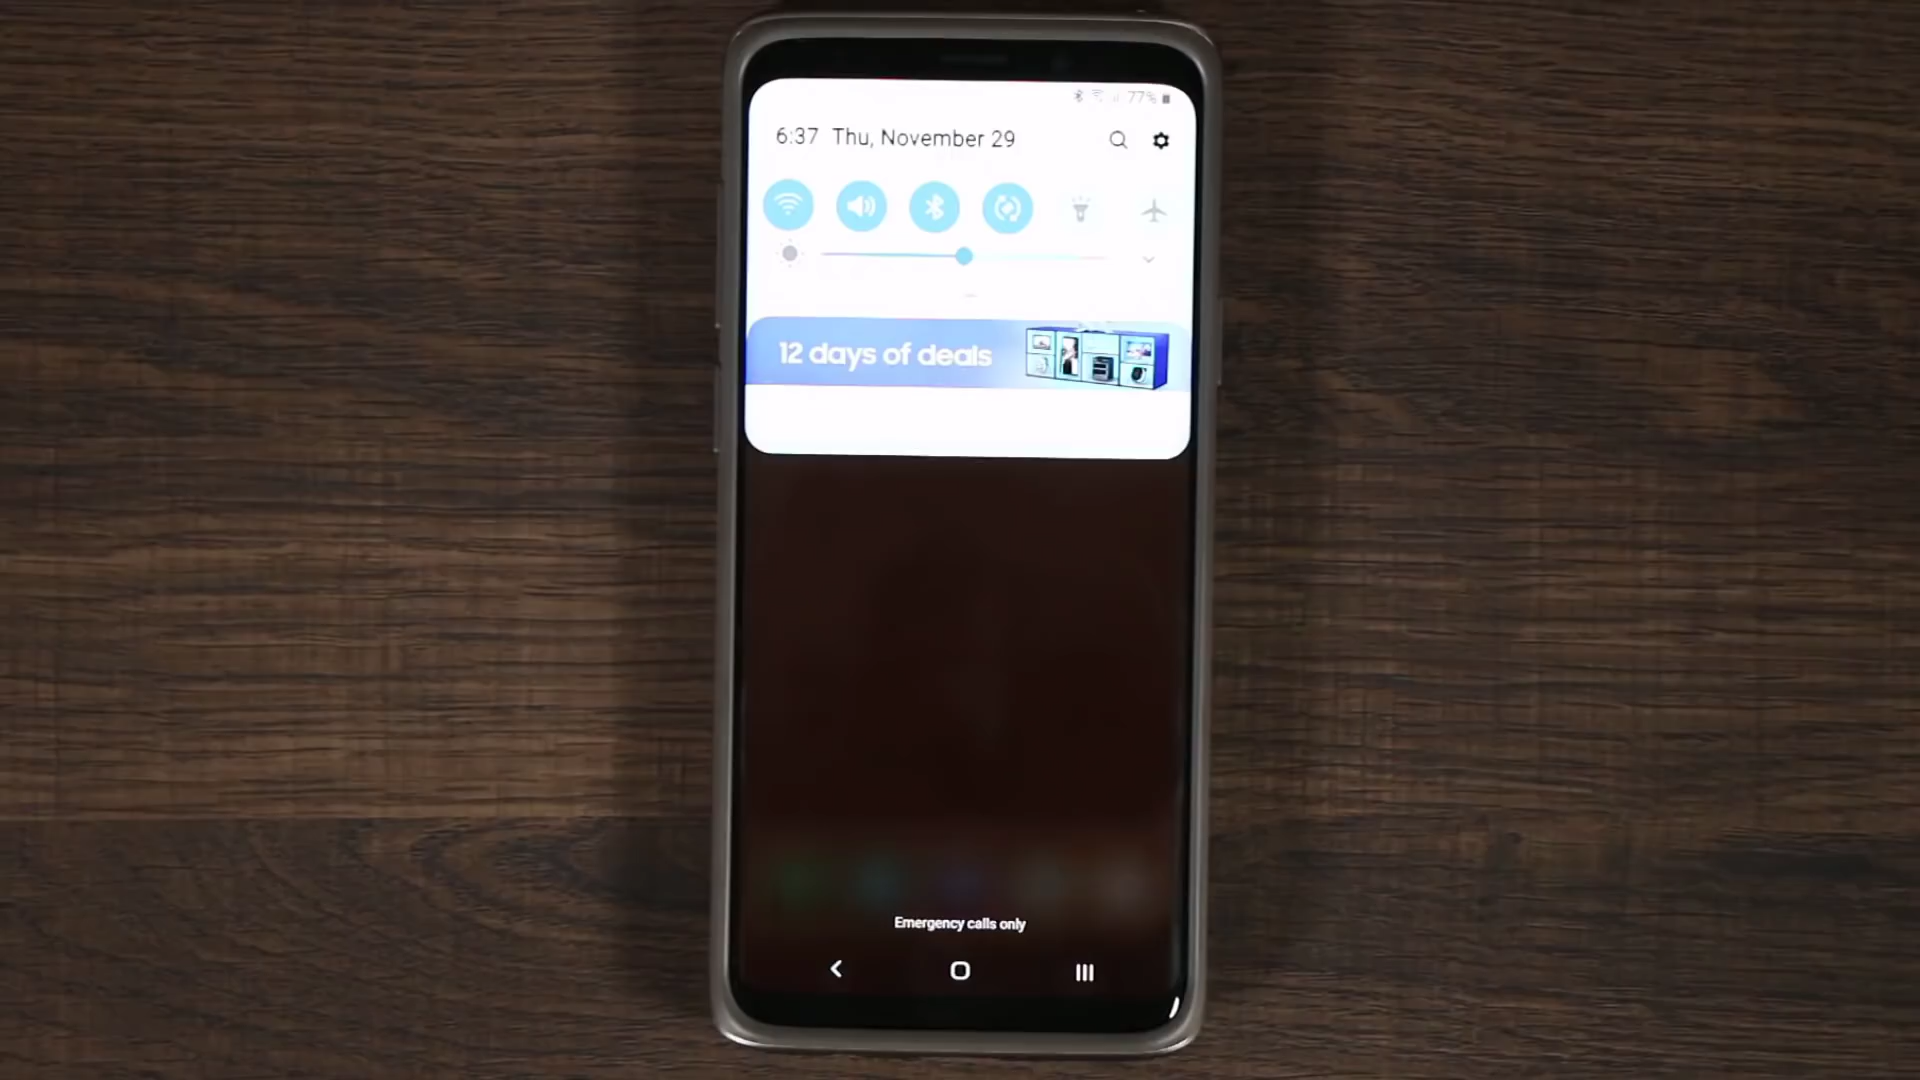 77%
6:37 Thu, November 29
12 days of deals
Emergency calls only